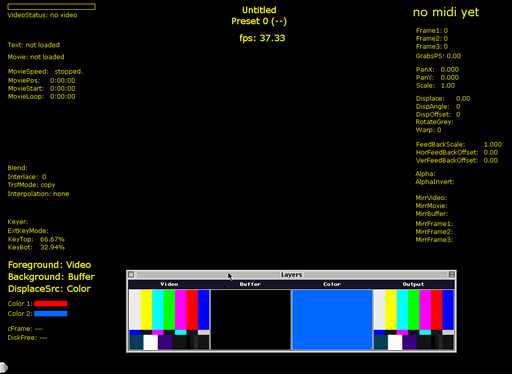 VideoStatus: no video
Text: not loaded
Movie: not loaded
MovieSpeed: stopped.
MoviePos: 0:00:00
MovieStart: 0:00:00
MovieLoop: 0:00:00
Blend:
Interlace: 0
TrsfMode: copy
Interpolation: none
Keyer:
ExtKeyMode:
KeyTop: 66.67%
KeyBot: 32.94%
Foreground: Video
Background: Buffer
DisplaceSrc: Color
Color 1:
Color 2:
cFrame: ---
DiskFree: ---
Untitled
Preset 0 (--)
fps: 37.33
no midi yet
Frame1: 0
Frame2: 0
Frame3: 0
GrabsPS: 0.00
PanX: 0.000
PanY: 0.000
Scale: 1.00
Displace: 0.00
DispAngle: 0
DispOffset: 0
RotateGrey:
Warp: 0
FeedBackScale: 1.000
HorFeedBackOffset: 0.00
VerFeedBackOffset: 0.00
Alpha:
AlphaInvert:
MirrVideo:
MirrMovie:
MirrBuffer:
MirrFrame1:
MirrFrame2:
MirrFrame3:
Layers
Video Buffer Color Output